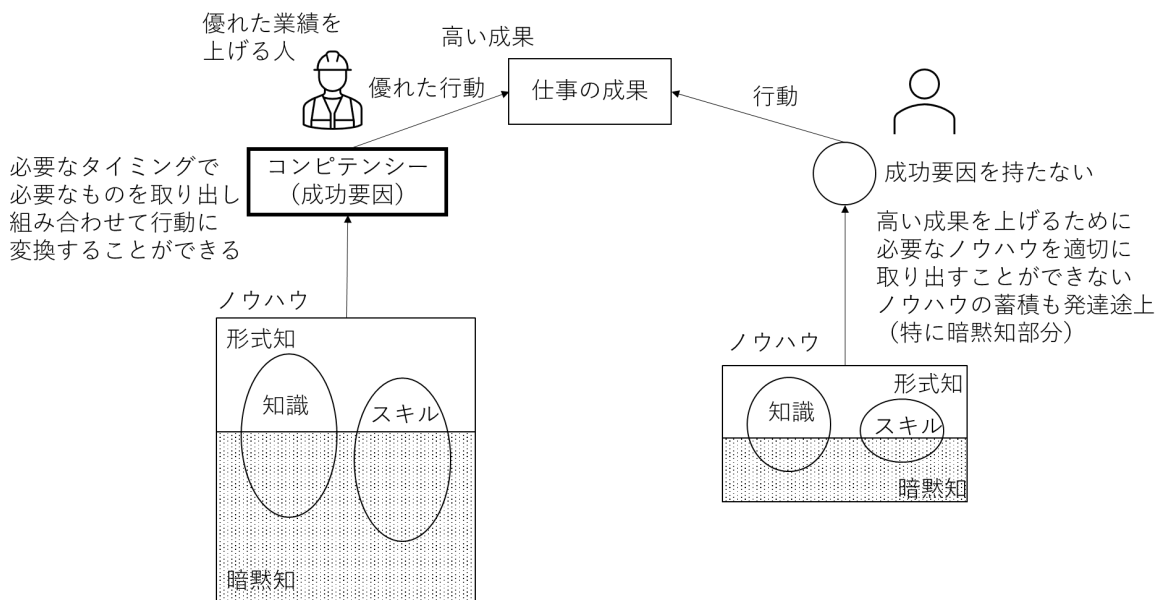 優れた業績を
上げる人
高い成果
優れた行動
仕事の成果
行動
必要なタイミングで
必要なものを取り出し
組み合わせて行動に
変換することができる
コンピテンシー
(成功要因)
成功要因を持たない
高い成果を上げるために
必要なノウハウを適切に
取り出すことができない
ノウハウの蓄積も発達途上
（特に暗黙知部分）
ノウハウ
形式知
知識
スキル
暗黙知
ノウハウ
形式知
知識
スキル
暗黙知